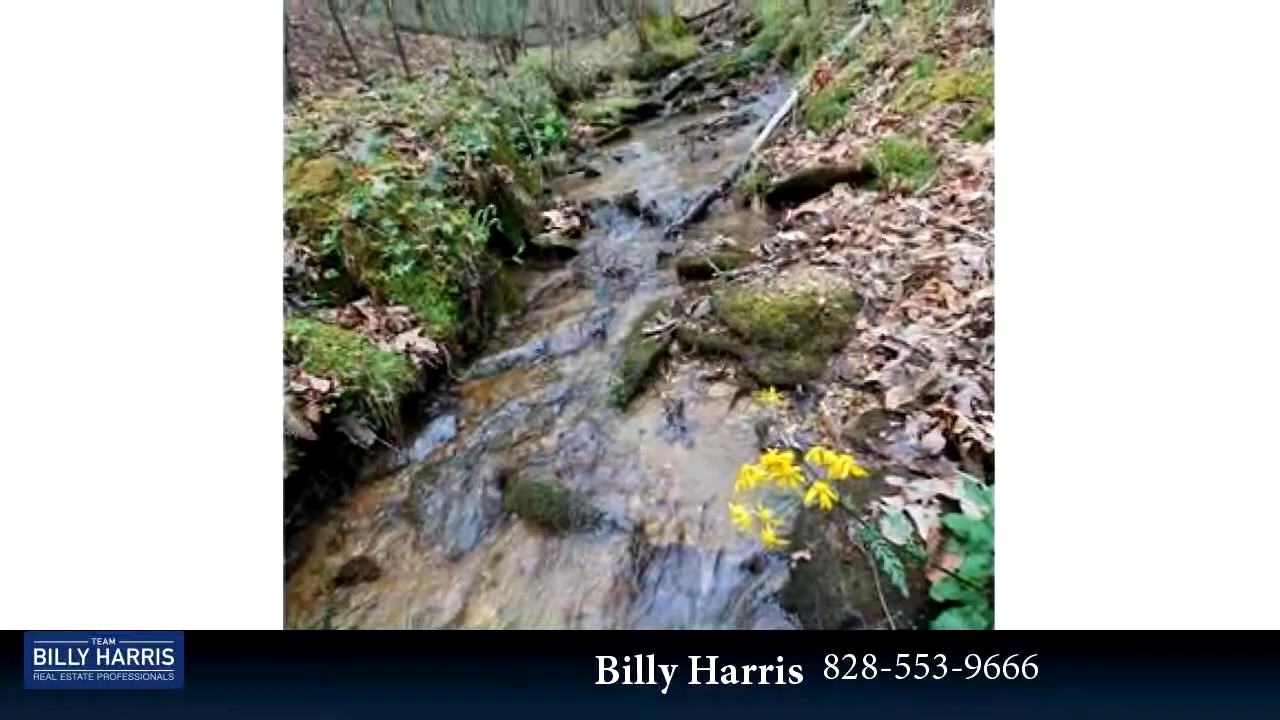 TEAM
BILLY HARRIS
REAL ESTATE PROFESSIONALS
Billy Harris 828-553-9666